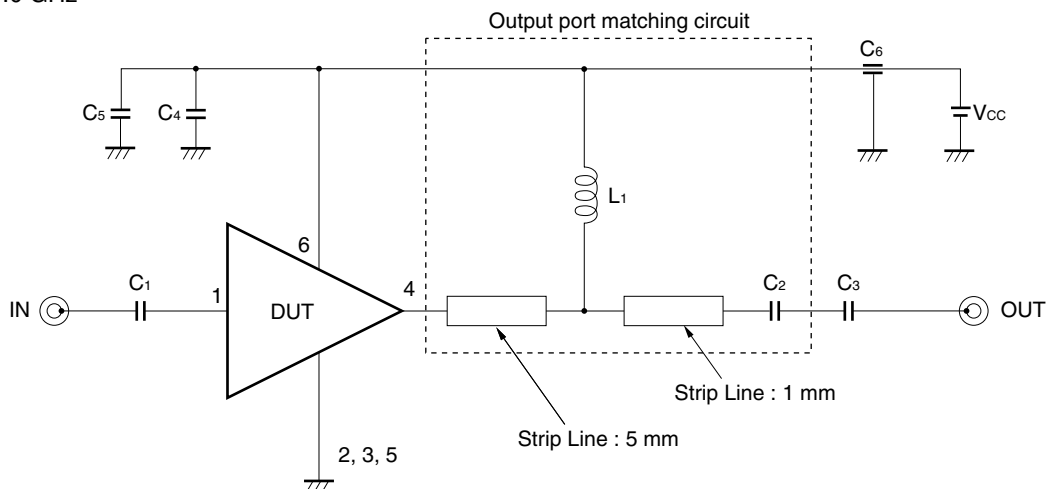 Output port matching circuit
C6
C5
C4
VCC
L1
6
C1
1
4
C2
C3
IN
DUT
OUT
Strip Line : 1 mm
Strip Line : 5 mm
2, 3, 5